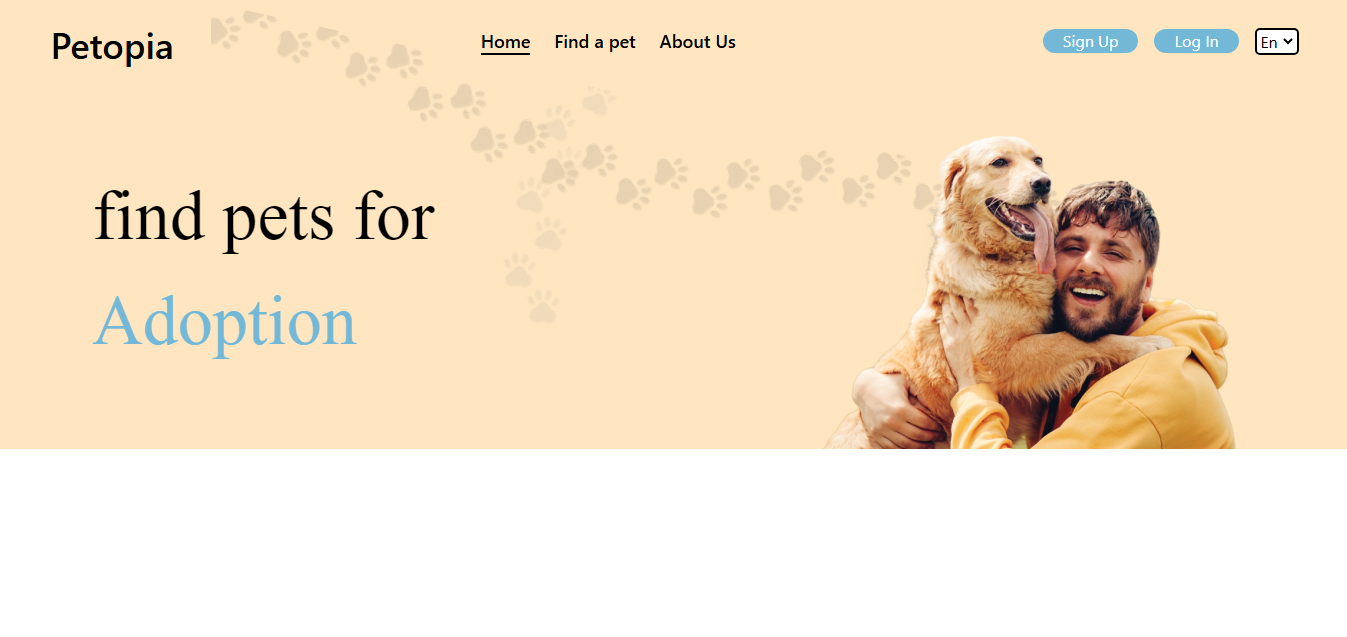 Petopia
Home Find a pet About Us
Sign Up Log In En
find pets for
Adoption